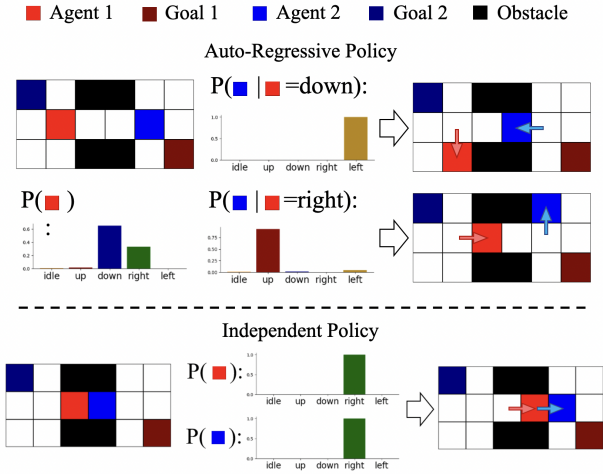 Agent 1 Goal 1 Agent 2 Goal 2 Obstacle
Auto-Regressive Policy
P( | =down):
1.0
0.5
0.0
idle up down right left
P( )
0.6
0.4
0.2
0.0
idle up down right left
P( | =right):
0.75
0.50
0.25
0.00
idle up down right left
Independent Policy
P( ):
1.0
0.5
0.0
idle up down right left
P( ):
1.0
0.5
0.0
idle up down right left